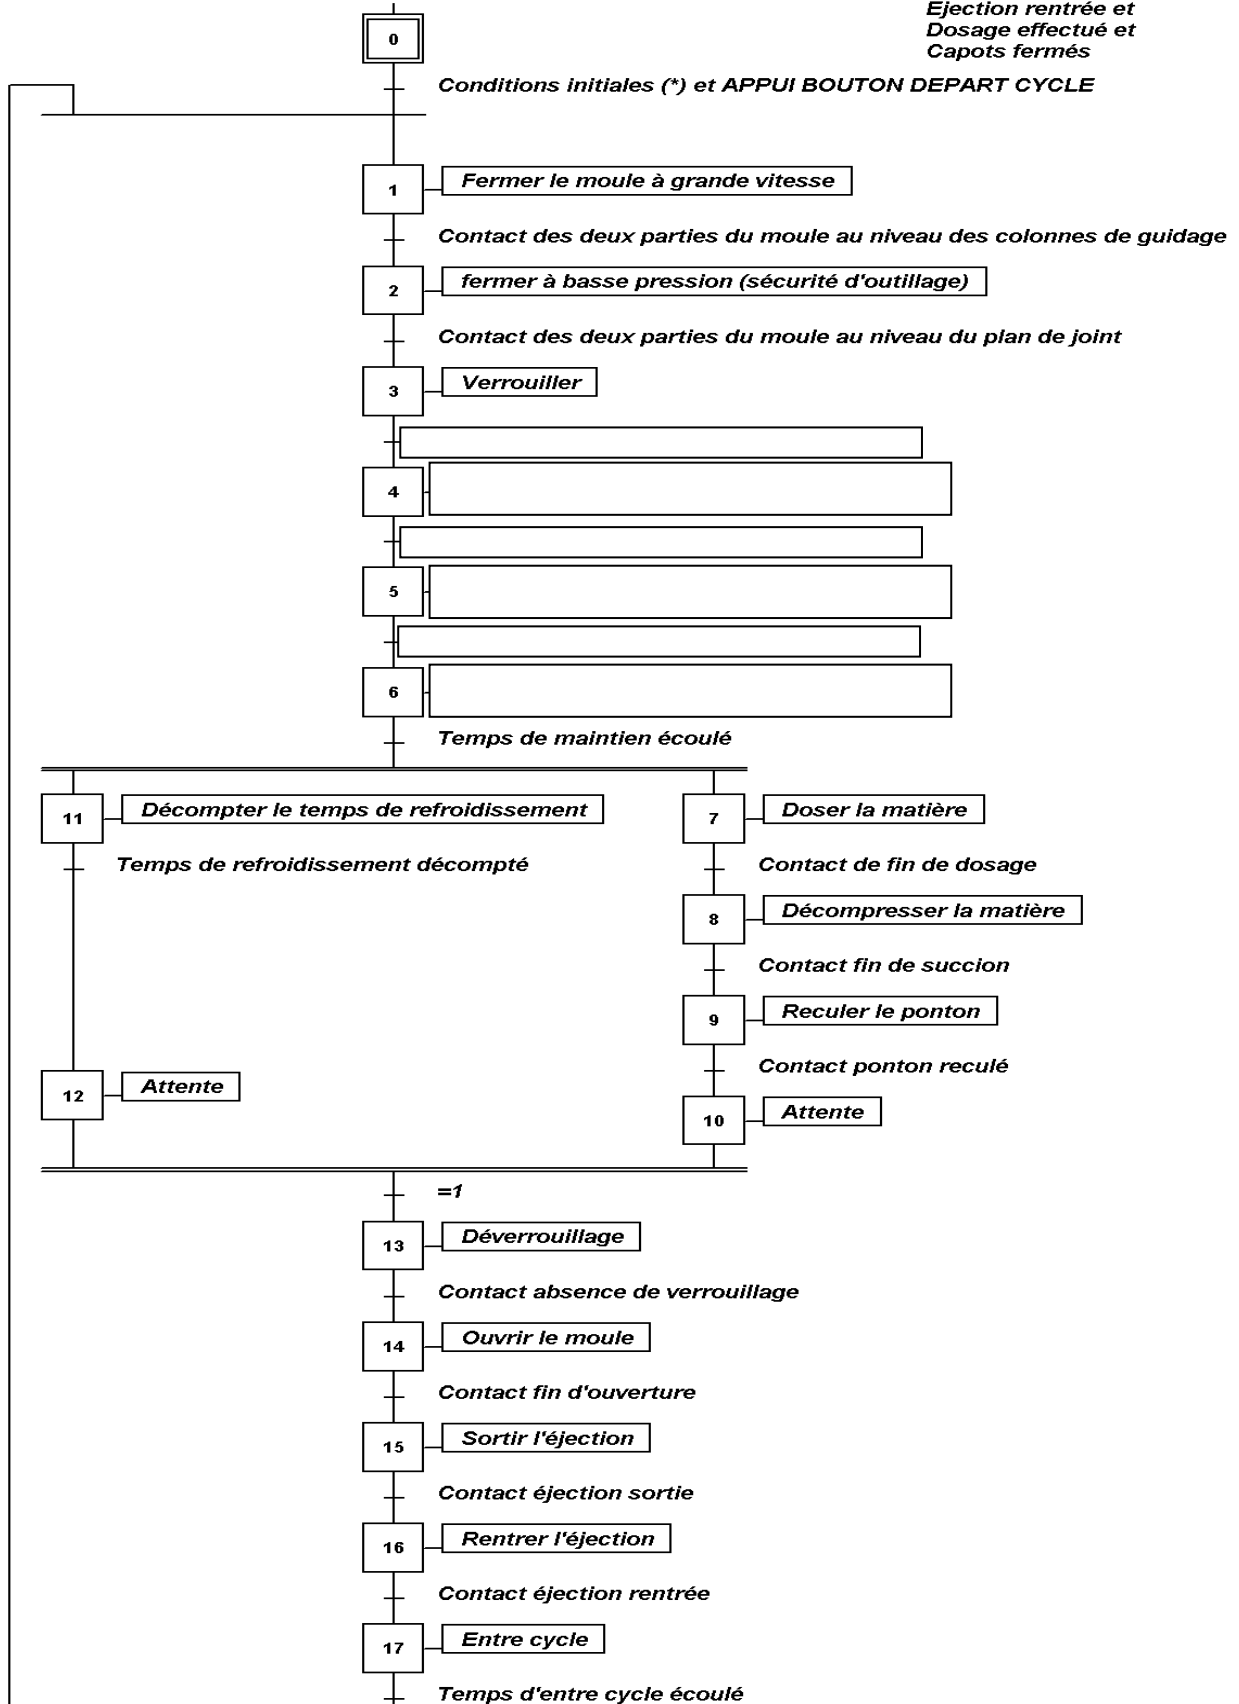 Ejection rentrée et
Dosage effectué et
Capots fermés
0
Conditions initiales (*) et APPUI BOUTON DEPART CYCLE
1
Fermer le moule à grande vitesse
Contact des deux parties du moule au niveau des colonnes de guidage
2
fermer à basse pression (sécurité d'outillage)
Contact des deux parties du moule au niveau du plan de joint
3
Verrouiller
4
5
6
Temps de maintien écoulé
11
Décompter le temps de refroidissement
7
Doser la matière
Temps de refroidissement décompté
Contact de fin de dosage
8
Décompresser la matière
Contact fin de succion
9
Reculer le ponton
Contact ponton reculé
12
Attente
10
Attente
=1
13
Déverrouillage
Contact absence de verrouillage
14
Ouvrir le moule
Contact fin d'ouverture
15
Sortir l'éjection
Contact éjection sortie
16
Rentrer l'éjection
Contact éjection rentrée
17
Entre cycle
Temps d'entre cycle écoulé